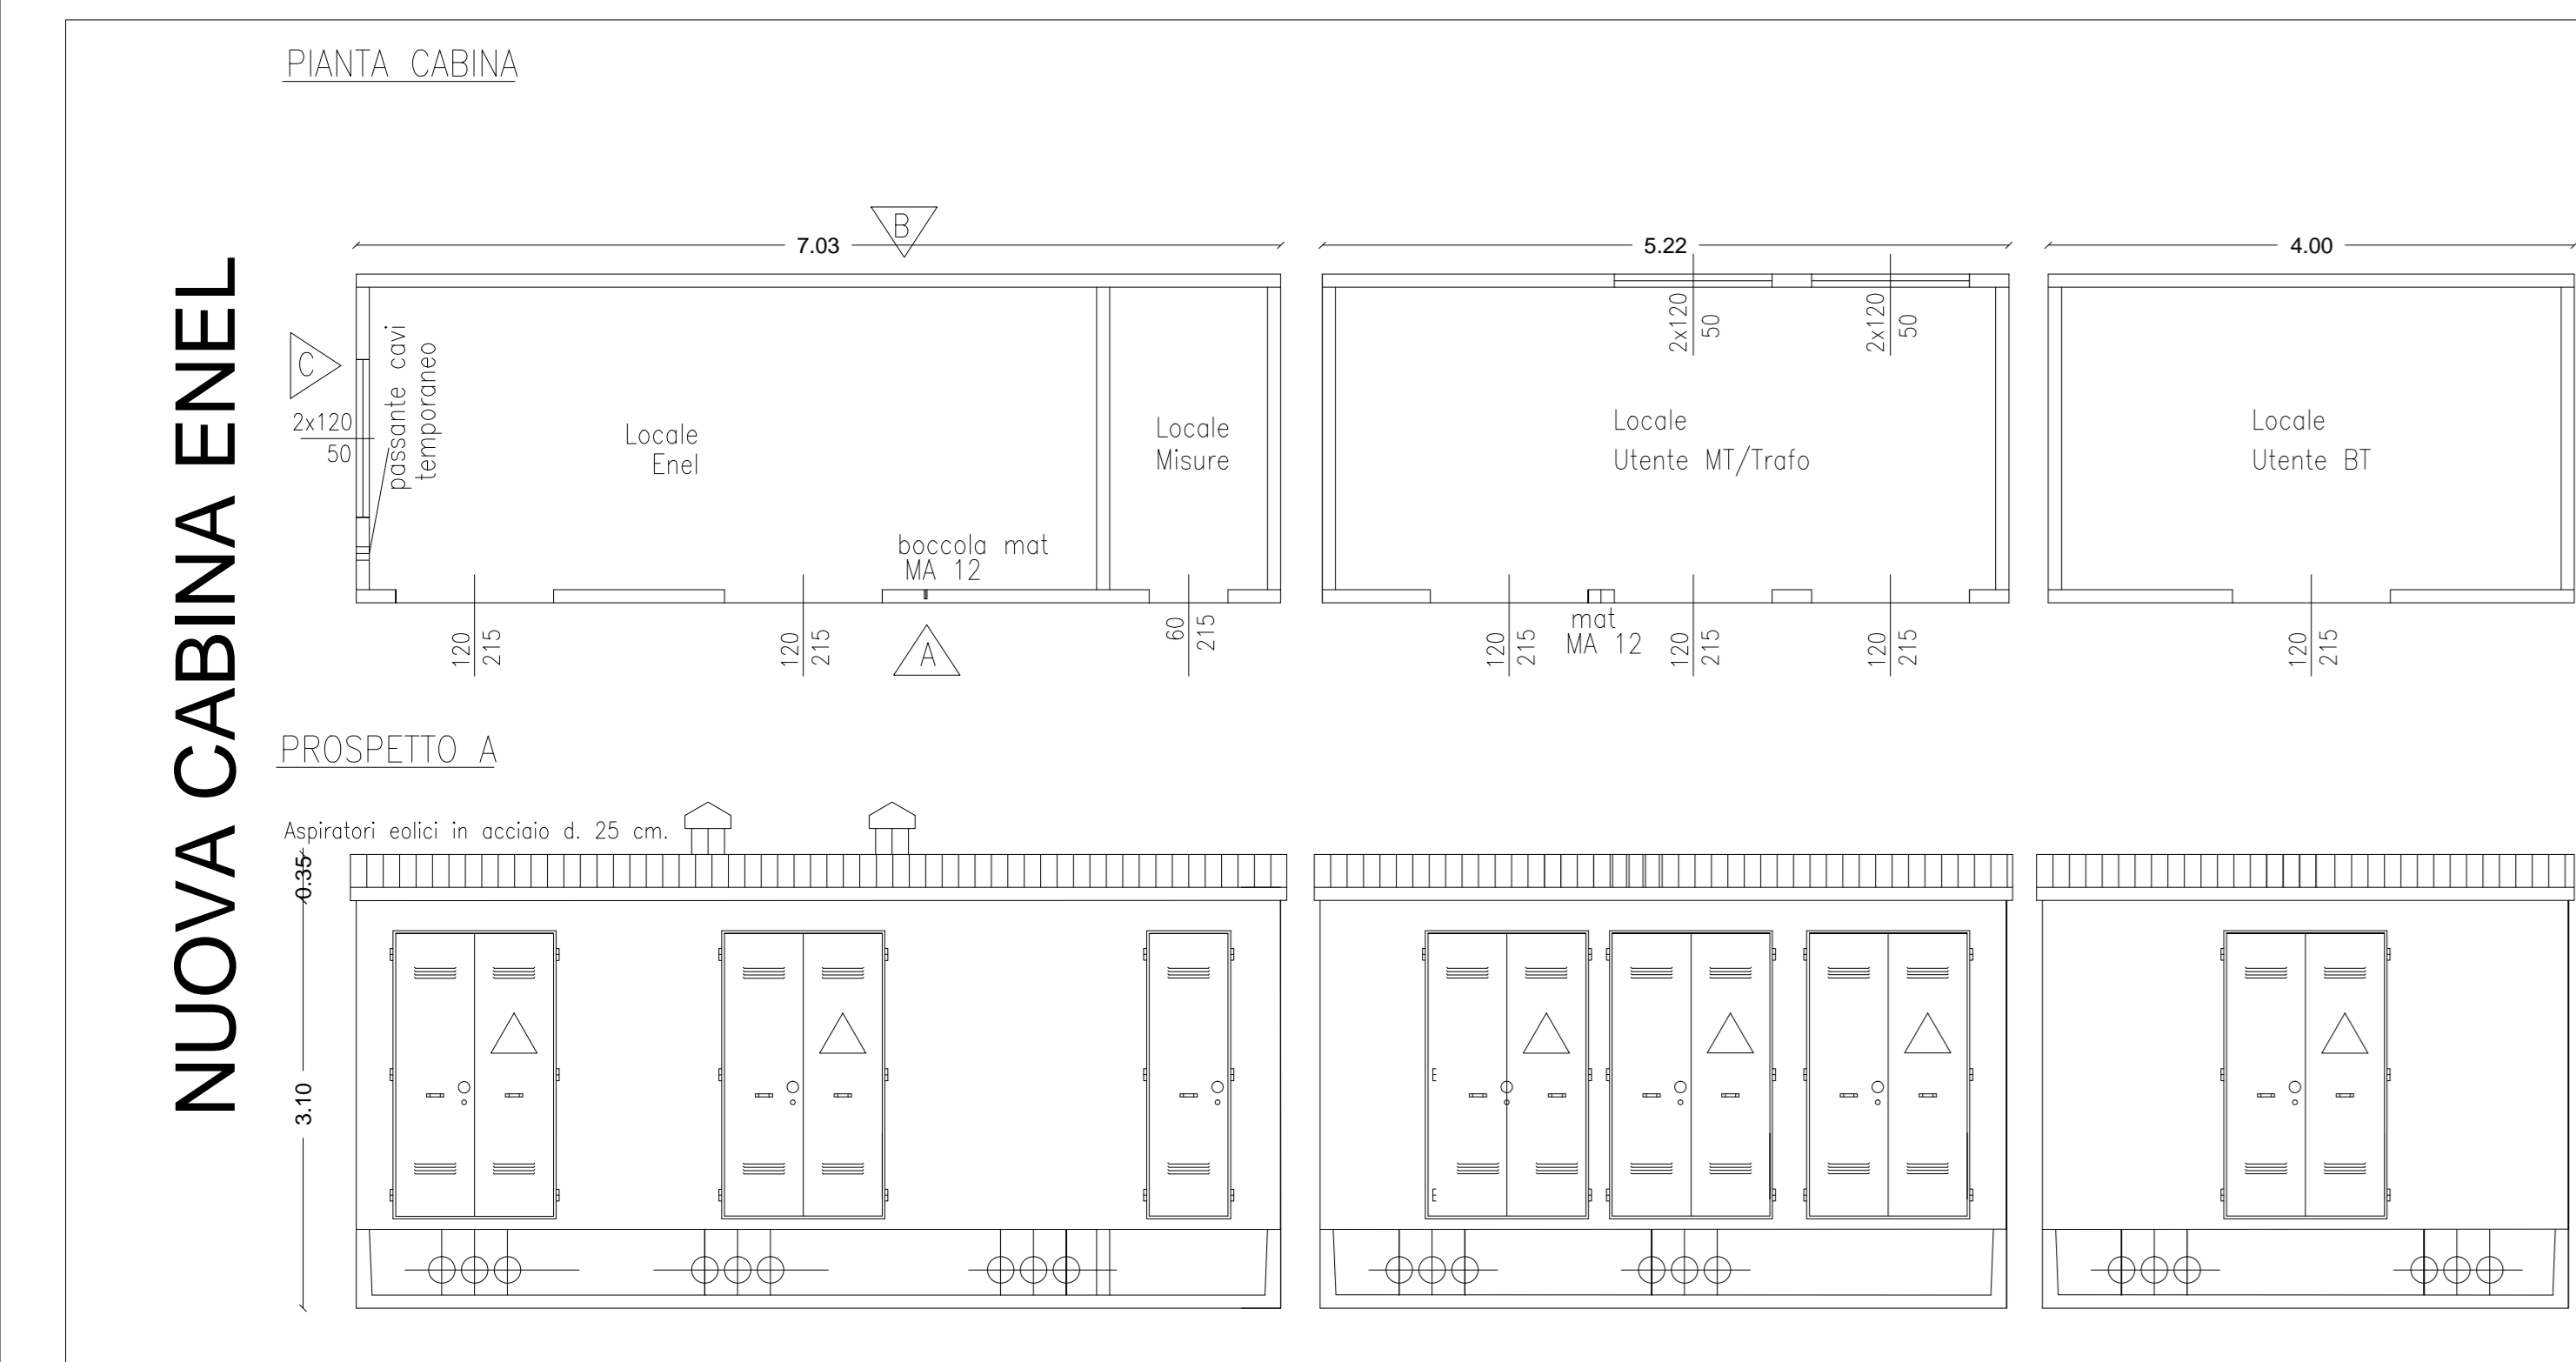 NUOVA CABINA ENEL
PIANTA CABINA
7.03
B
5.22
4.00
C
2x120
50
passante cavi
temporaneo
Locale
Enel
Locale
Misure
boccola mat
MA 12
120
215
120
215
A
60
215
2x120
50
2x120
50
Locale
Utente MT/Trafo
mat
MA 12
120
215
120
215
120
215
Locale
Utente BT
120
215
PROSPETTO A
Aspiratori eolici in acciaio d. 25 cm.
0.35
3.10